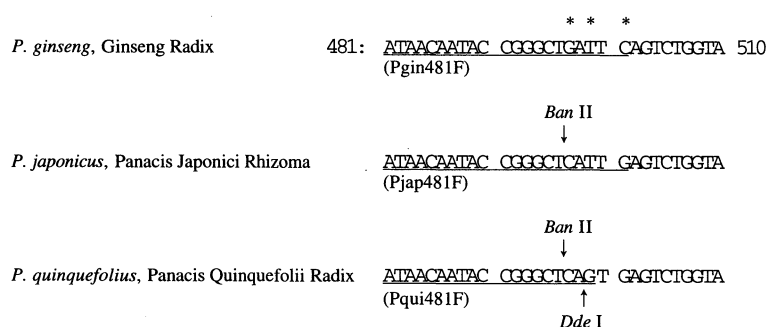 * * *
P. ginseng, Ginseng Radix 481: ATAACAATAC CGGGCTGATT CAGTCTGGTA 510
(Pgin481F)
Ban II
↓
P. japonicus, Panacis Japonici Rhizoma ATAACAATAC CGGGCTCATT GAGTCTGGTA
(Pjap481F)
Ban II
↓
P. quinquefolius, Panacis Quinquefolii Radix ATAACAATAC CGGGCTCAGT GAGTCTGGTA
(Pqui481F) ↑
Dde I